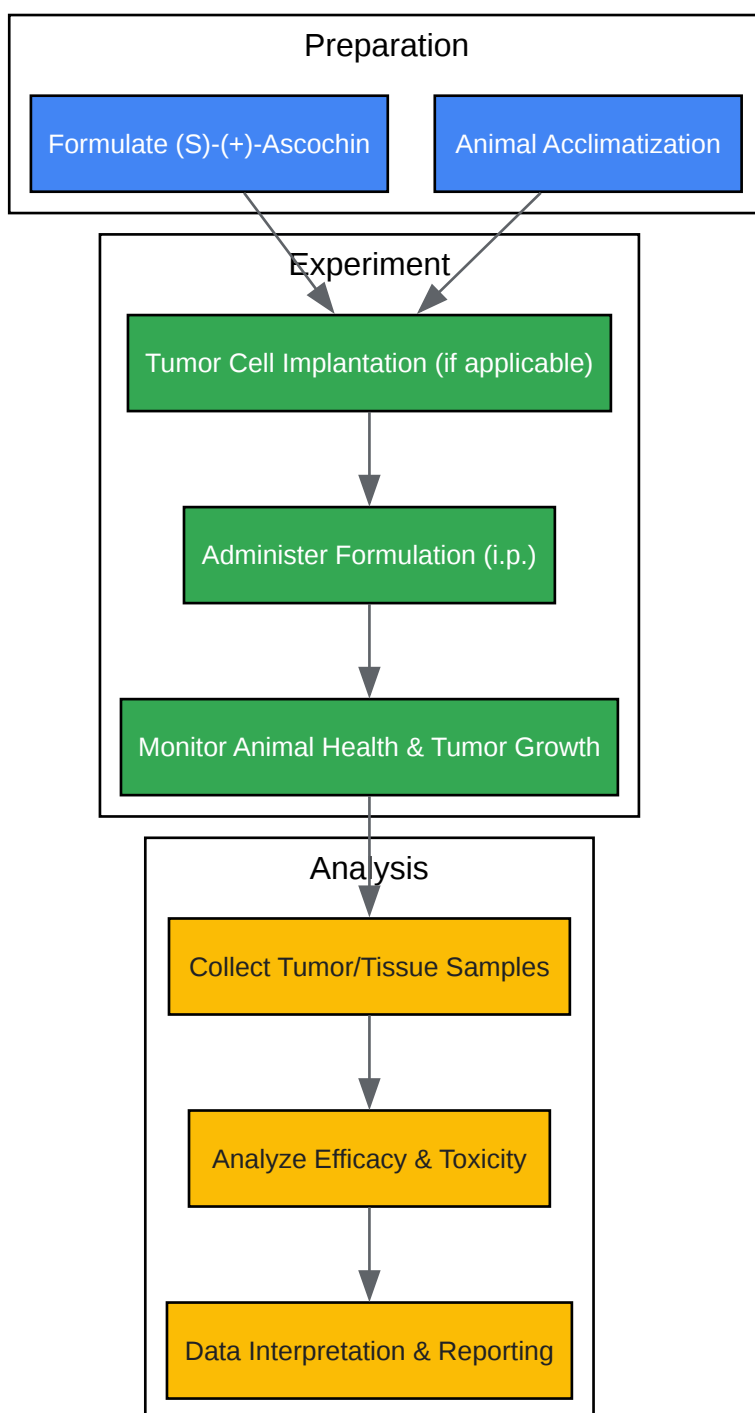 Preparation
Formulate (S)-(+)-Ascochin
Animal Acclimatization
Experiment
Tumor Cell Implantation (if applicable)
Administer Formulation (i.p.)
Monitor Animal Health & Tumor Growth
Analysis
Collect Tumor/Tissue Samples
Analyze Efficacy & Toxicity
Data Interpretation & Reporting